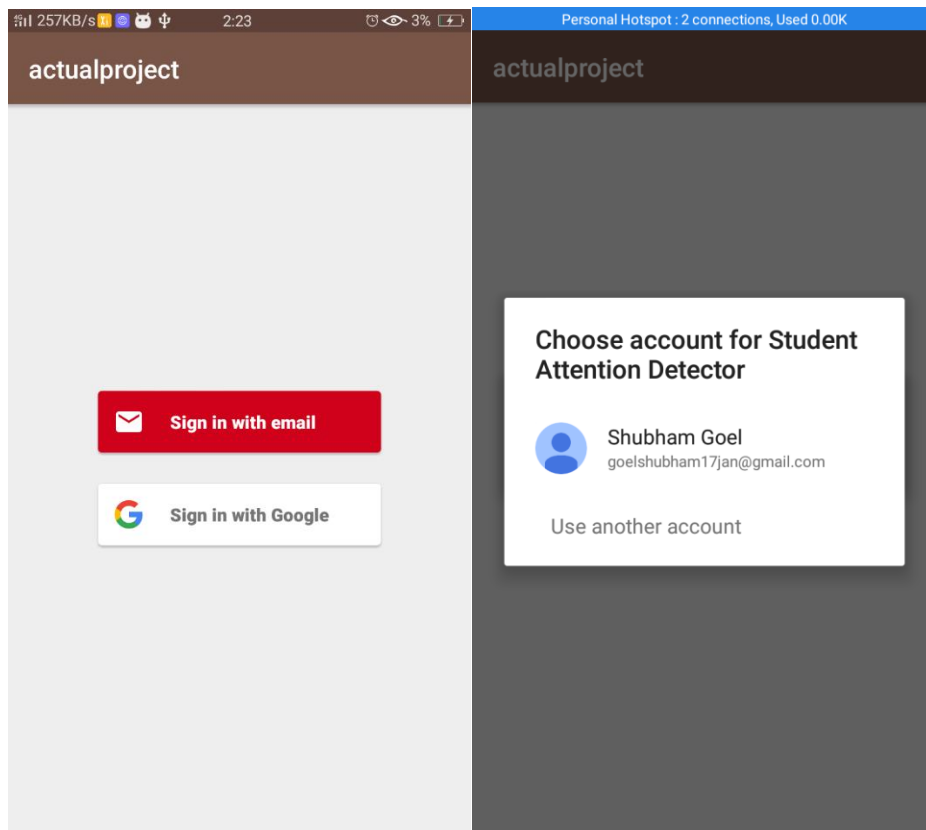 257KB/s 2:23 3%
actualproject
Sign in with email
Sign in with Google
Personal Hotspot : 2 connections, Used 0.00K
actualproject
Choose account for Student
Attention Detector
Shubham Goel
goelshubham17jan@gmail.com
Use another account